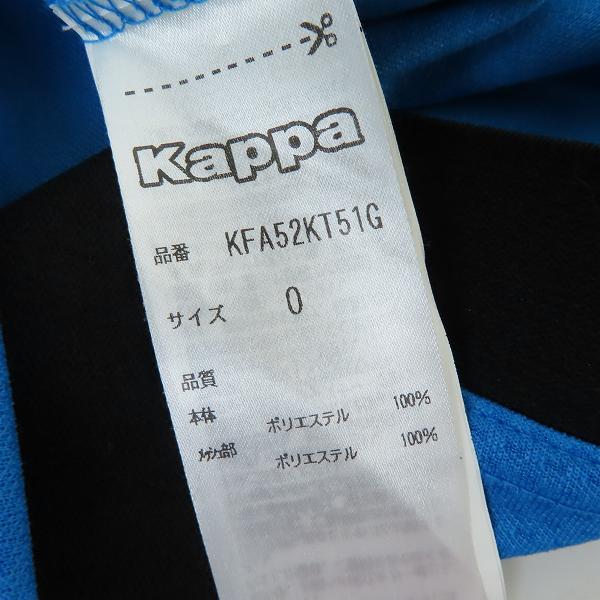 Kappa
品番 KFA52KT51G
サイズ 0
品質
本体 ポリエステル 100%
ﾒｯｼｭ部 ポリエステル 100%